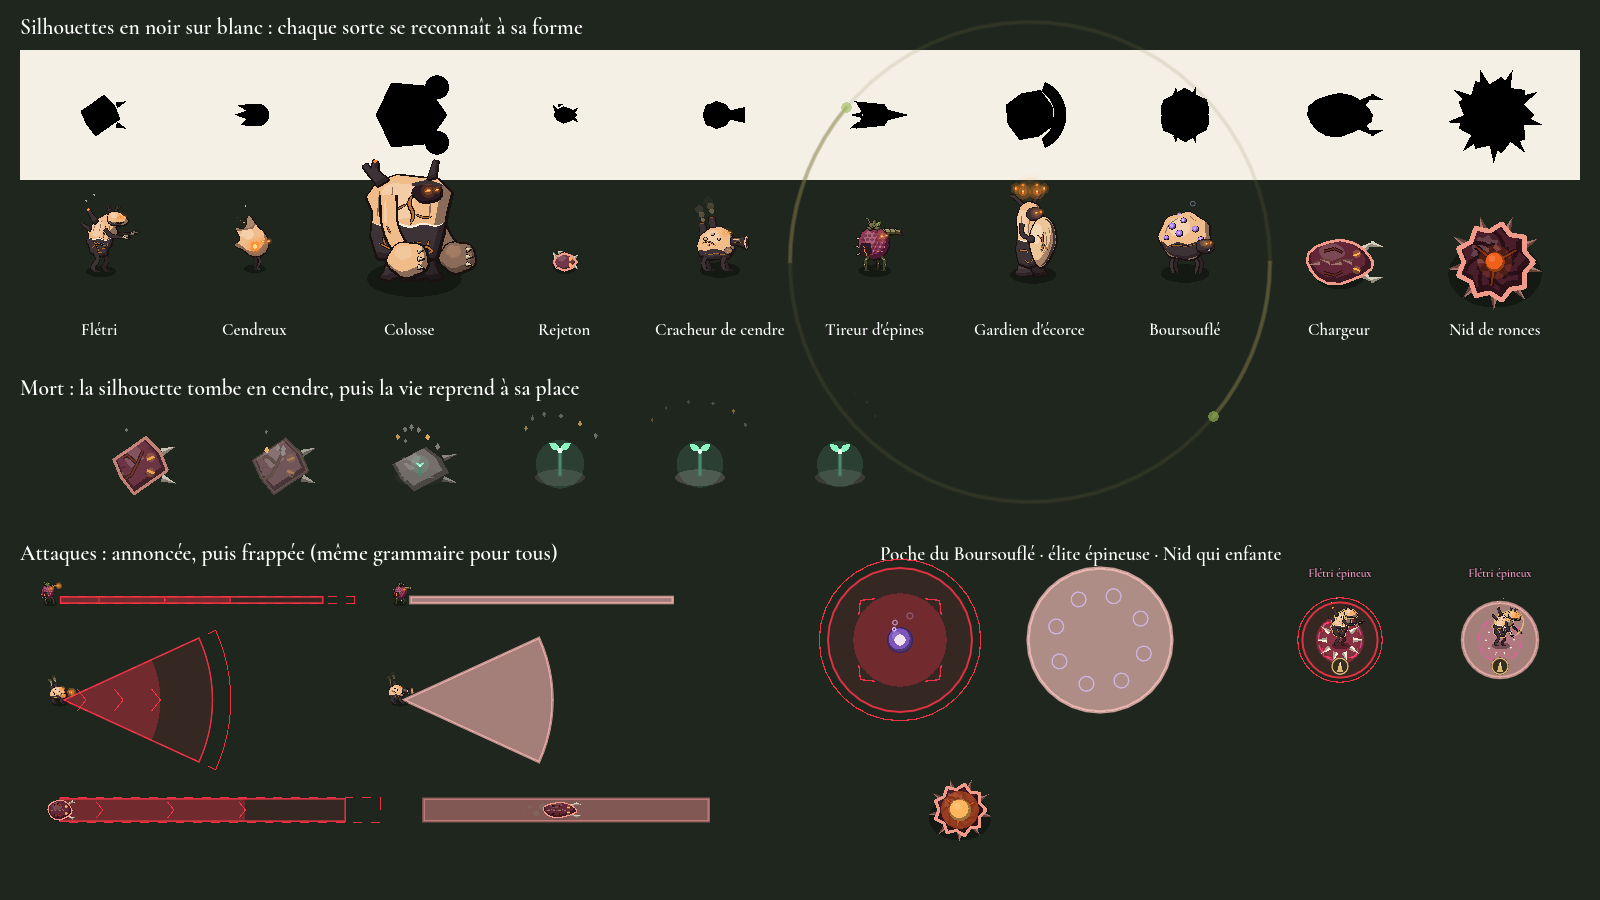 Silhouettes en noir sur blanc : chaque sorte se reconnaît à sa forme
Flétri
Cendreux
Colosse
Rejeton
Cracheur de cendre
Tireur d'épines
Gardien d'écorce
Boursouflé
Chargeur
Nid de ronces
Mort : la silhouette tombe en cendre, puis la vie reprend à sa place
Attaques : annoncée, puis frappée (même grammaire pour tous)
Poche du Boursouflé · élite épineuse · Nid qui enfante
Flétri épineux
Flétri épineux